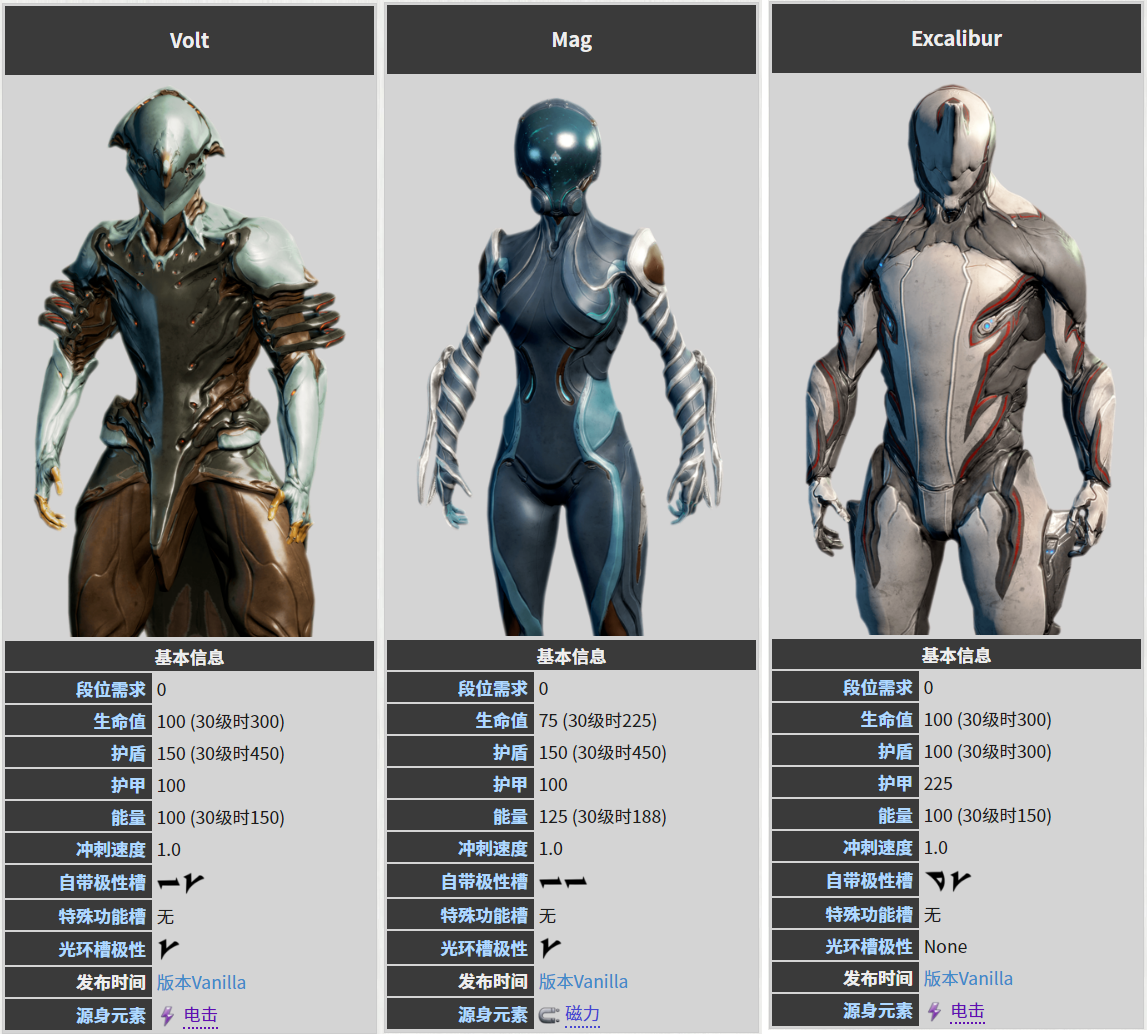 Volt
基本信息
段位需求 0
生命值 100 (30级时300)
护盾 150 (30级时450)
护甲 100
能量 100 (30级时150)
冲刺速度 1.0
自带极性槽
特殊功能槽 无
光环槽极性
发布时间 版本Vanilla
源身元素 电击
Mag
基本信息
段位需求 0
生命值 75 (30级时225)
护盾 150 (30级时450)
护甲 100
能量 125 (30级时188)
冲刺速度 1.0
自带极性槽
特殊功能槽 无
光环槽极性
发布时间 版本Vanilla
源身元素 磁力
Excalibur
基本信息
段位需求 0
生命值 100 (30级时300)
护盾 100 (30级时300)
护甲 225
能量 100 (30级时150)
冲刺速度 1.0
自带极性槽
特殊功能槽 无
光环槽极性 None
发布时间 版本Vanilla
源身元素 电击